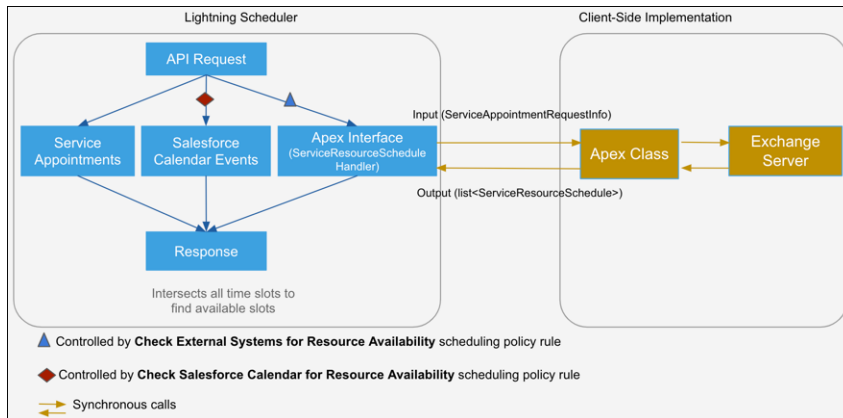 Lightning Scheduler
Client-Side Implementation
API Request
Service
Appointments
Salesforce
Calendar Events
Apex Interface
(ServiceResourceSchedule
Handler)
Input (ServiceAppointmentRequestInfo)
Apex Class
Exchange
Server
Output (list<ServiceResourceSchedule>)
Response
Intersects all time slots to
find available slots
Controlled by Check External Systems for Resource Availability scheduling policy rule
Controlled by Check Salesforce Calendar for Resource Availability scheduling policy rule
Synchronous calls